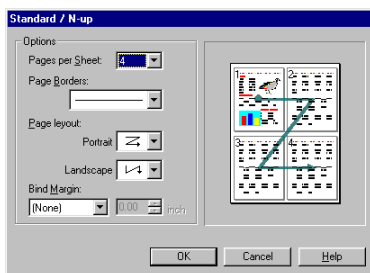 Standard / N-up
Options
Pages per Sheet: 4
Page Borders:
Page leyout:
Portrait
Landscape
Bind Margin:
(None) 0.00 inch
1 2
3 4
OK Cancel Help